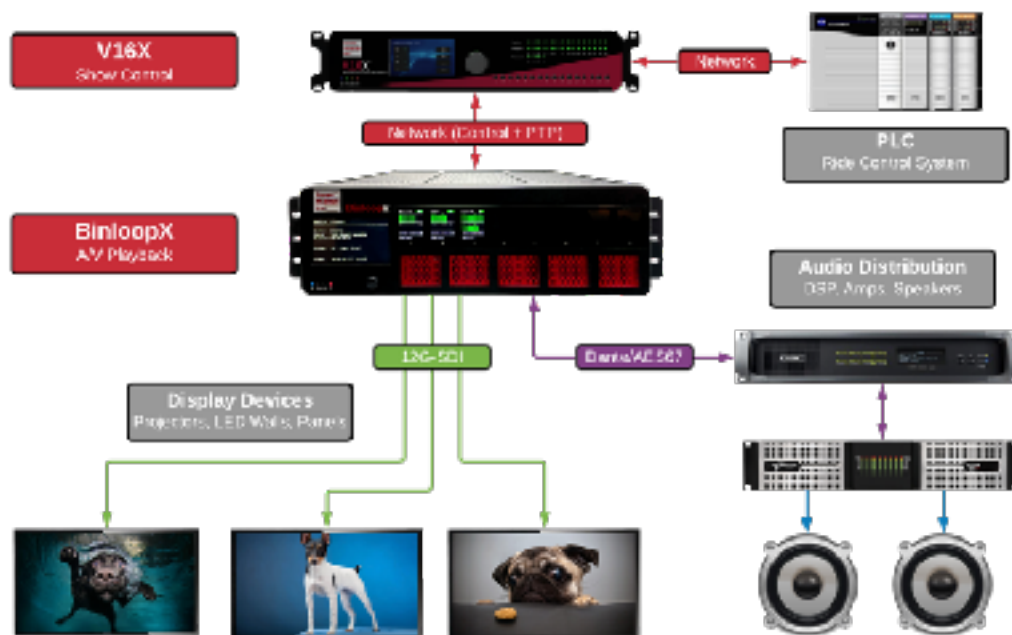 V16X
Show Control
Network
PLC
Ride Control System
Network (Control + PTP)
BinloopX
A/V Playback
Audio Distribution
DSP, Amps, Speakers
12G-SDI
Dante/AES67
Display Devices
Projectors, LED Walls, Panels